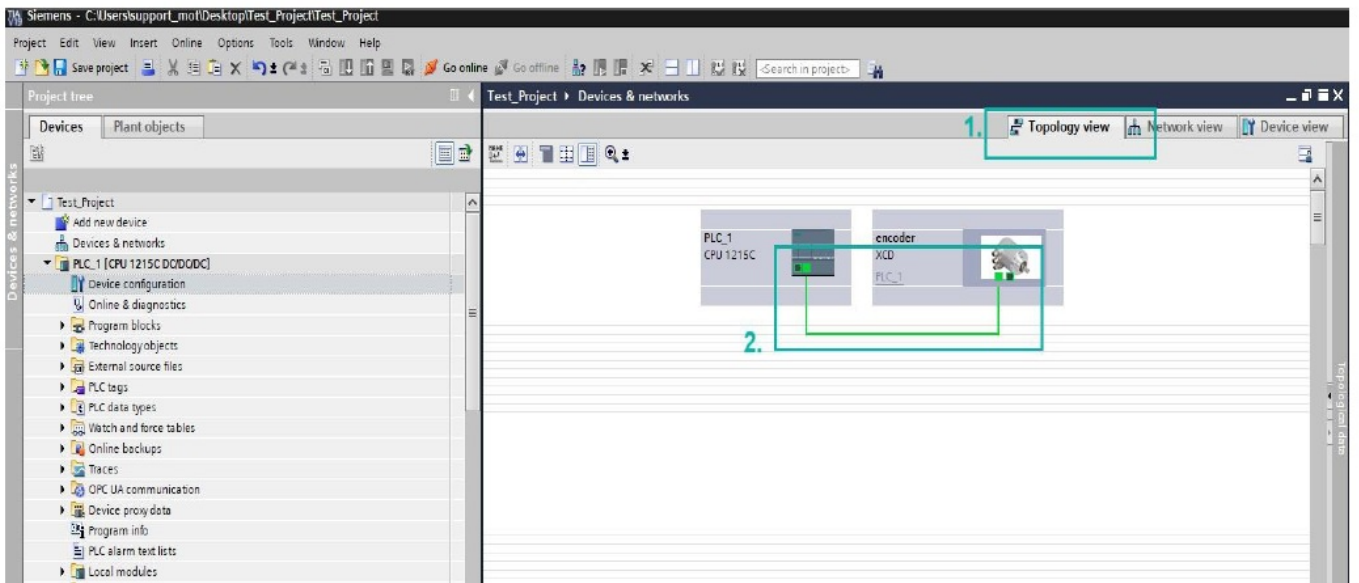 Siemens - C:\Users\support_mot\Desktop\Test_Project\Test_Project
Project Edit View Insert Online Options Tools Window Help
Save project Go online Go offline <Search in project>
Project tree
Test_Project ▸ Devices & networks
Devices Plant objects
1. Topology view Network view Device view
Devices & networks
Test_Project
Add new device
Devices & networks
PLC_1 [CPU 1215C DC/DC/DC]
Device configuration
Online & diagnostics
Program blocks
Technology objects
External source files
PLC tags
PLC data types
Watch and force tables
Online backups
Traces
OPC UA communication
Device proxy data
Program info
PLC alarm text lists
Local modules
PLC_1
CPU 1215C
encoder
XCD
PLC_1
2.
Topological data